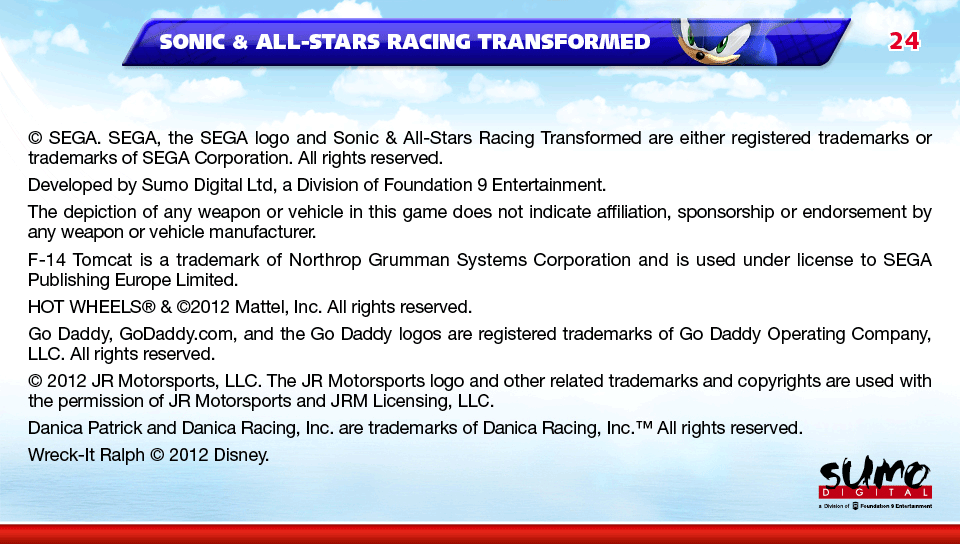 SONIC & ALL-STARS RACING TRANSFORMED
24
© SEGA. SEGA, the SEGA logo and Sonic & All-Stars Racing Transformed are either registered trademarks or
trademarks of SEGA Corporation. All rights reserved.
Developed by Sumo Digital Ltd, a Division of Foundation 9 Entertainment.
The depiction of any weapon or vehicle in this game does not indicate affiliation, sponsorship or endorsement by
any weapon or vehicle manufacturer.
F-14 Tomcat is a trademark of Northrop Grumman Systems Corporation and is used under license to SEGA
Publishing Europe Limited.
HOT WHEELS® & ©2012 Mattel, Inc. All rights reserved.
Go Daddy, GoDaddy.com, and the Go Daddy logos are registered trademarks of Go Daddy Operating Company,
LLC. All rights reserved.
© 2012 JR Motorsports, LLC. The JR Motorsports logo and other related trademarks and copyrights are used with
the permission of JR Motorsports and JRM Licensing, LLC.
Danica Patrick and Danica Racing, Inc. are trademarks of Danica Racing, Inc.™ All rights reserved.
Wreck-It Ralph © 2012 Disney.
SUMO
DIGITAL
a Division of Foundation 9 Entertainment